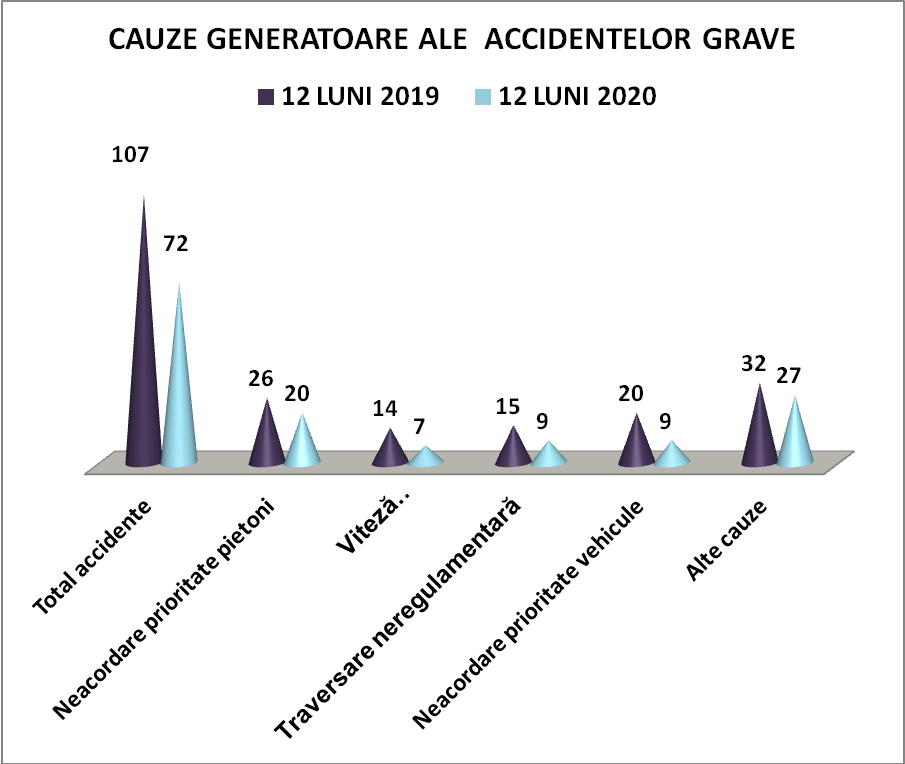 CAUZE GENERATOARE ALE ACCIDENTELOR GRAVE
12 LUNI 2019 12 LUNI 2020
107
72
26
20
14
7
15
9
20
9
32
27
Total accidente
Neacordare prioritate pietoni
Viteză..
Traversare neregulamentară
Neacordare prioritate vehicule
Alte cauze